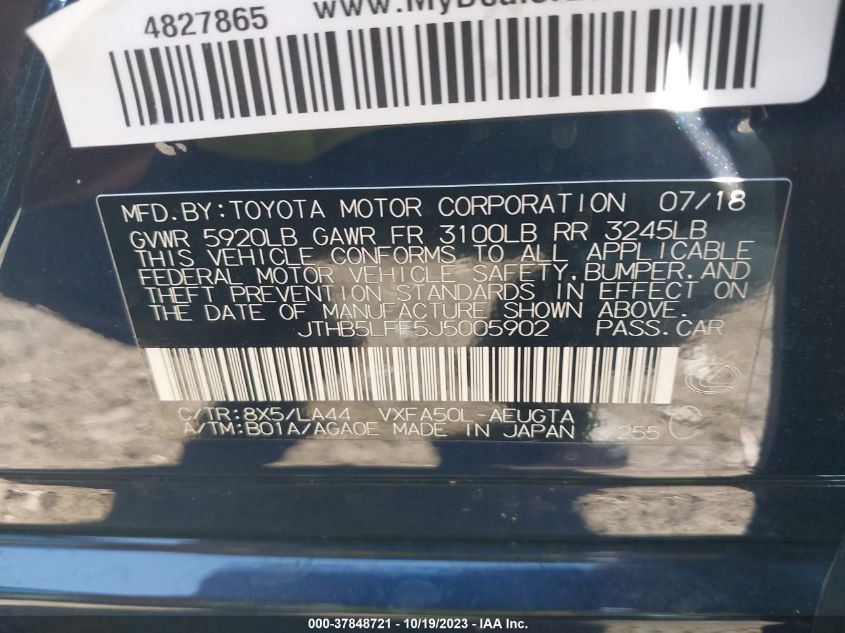 4827865
MFD.BY:TOYOTA MOTOR CORPORATION 07/18
GVWR 5920LB GAWR FR 3100LB RR 3245LB
THIS VEHICLE CONFORMS TO ALL APPLICABLE
FEDERAL MOTOR VEHICLE SAFETY,BUMPER,AND
THEFT PREVENTION STANDARDS IN EFFECT ON
THE DATE OF MANUFACTURE SHOWN ABOVE.
JTHB5LFF5J5005902 PASS.CAR
C/TR:8X5/LA44 VXFA50L-AEUGTA
A/TM:B01A/AGA0E MADE IN JAPAN 255 C
000-37848721 - 10/19/2023 - IAA Inc.